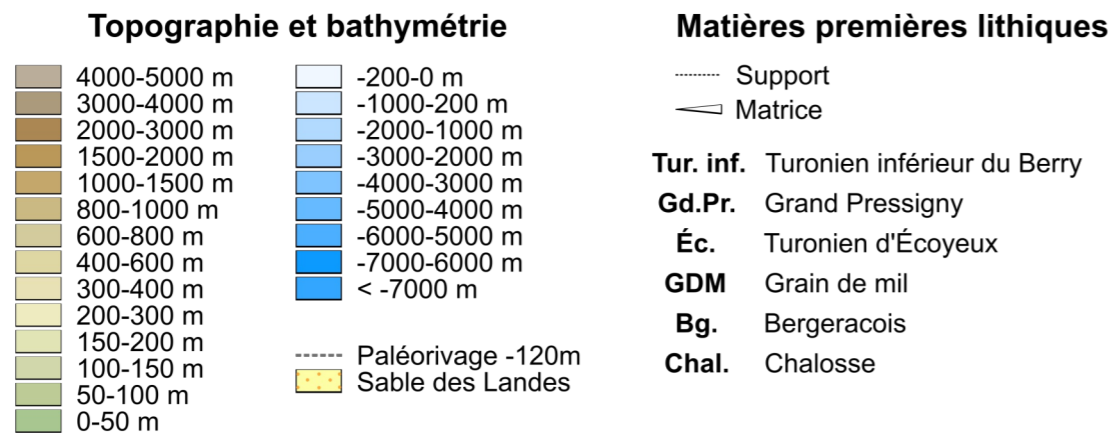 Topographie et bathymétrie
4000-5000 m
3000-4000 m
2000-3000 m
1500-2000 m
1000-1500 m
800-1000 m
600-800 m
400-600 m
300-400 m
200-300 m
150-200 m
100-150 m
50-100 m
0-50 m
-200-0 m
-1000-200 m
-2000-1000 m
-3000-2000 m
-4000-3000 m
-5000-4000 m
-6000-5000 m
-7000-6000 m
< -7000 m
Paléorivage -120m
Sable des Landes
Matières premières lithiques
Support
Matrice
Tur. inf. Turonien inférieur du Berry
Gd.Pr. Grand Pressigny
Éc. Turonien d'Écoyeux
GDM Grain de mil
Bg. Bergeracois
Chal. Chalosse